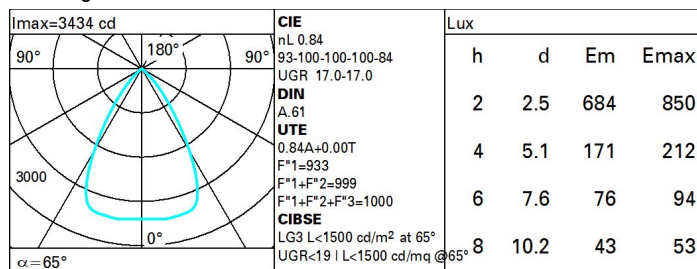 Imax=3434 cd
90° 180° 90°
3000
0°
α=65°
CIE
nL 0.84
93-100-100-100-84
UGR 17.0-17.0
DIN
A.61
UTE
0.84A+0.00T
F"1=933
F"1+F"2=999
F"1+F"2+F"3=1000
CIBSE
LG3 L<1500 cd/m² at 65°
UGR<19 | L<1500 cd/mq @65°
Lux
h d Em Emax
2 2.5 684 850
4 5.1 171 212
6 7.6 76 94
8 10.2 43 53